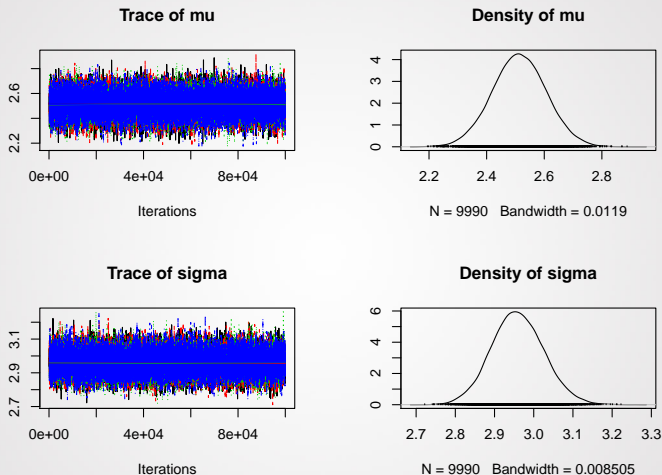 Trace of mu
2.2 2.6
0e+00 4e+04 8e+04
Iterations
Density of mu
0 1 2 3 4
2.2 2.4 2.6 2.8
N = 9990 Bandwidth = 0.0119
Trace of sigma
2.7 2.9 3.1
0e+00 4e+04 8e+04
Iterations
Density of sigma
0 2 4 6
2.7 2.8 2.9 3.0 3.1 3.2 3.3
N = 9990 Bandwidth = 0.008505